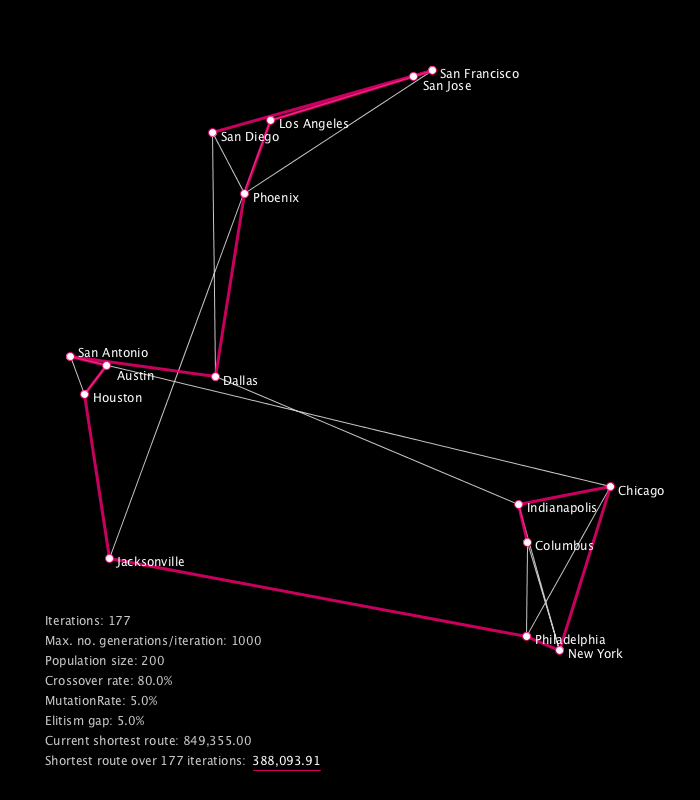 San Francisco
San Jose
Los Angeles
San Diego
Phoenix
San Antonio
Austin
Dallas
Houston
Chicago
Indianapolis
Columbus
Jacksonville
Philadelphia
New York
Iterations: 177
Max. no. generations/iteration: 1000
Population size: 200
Crossover rate: 80.0%
MutationRate: 5.0%
Elitism gap: 5.0%
Current shortest route: 849,355.00
Shortest route over 177 iterations: 388,093.91